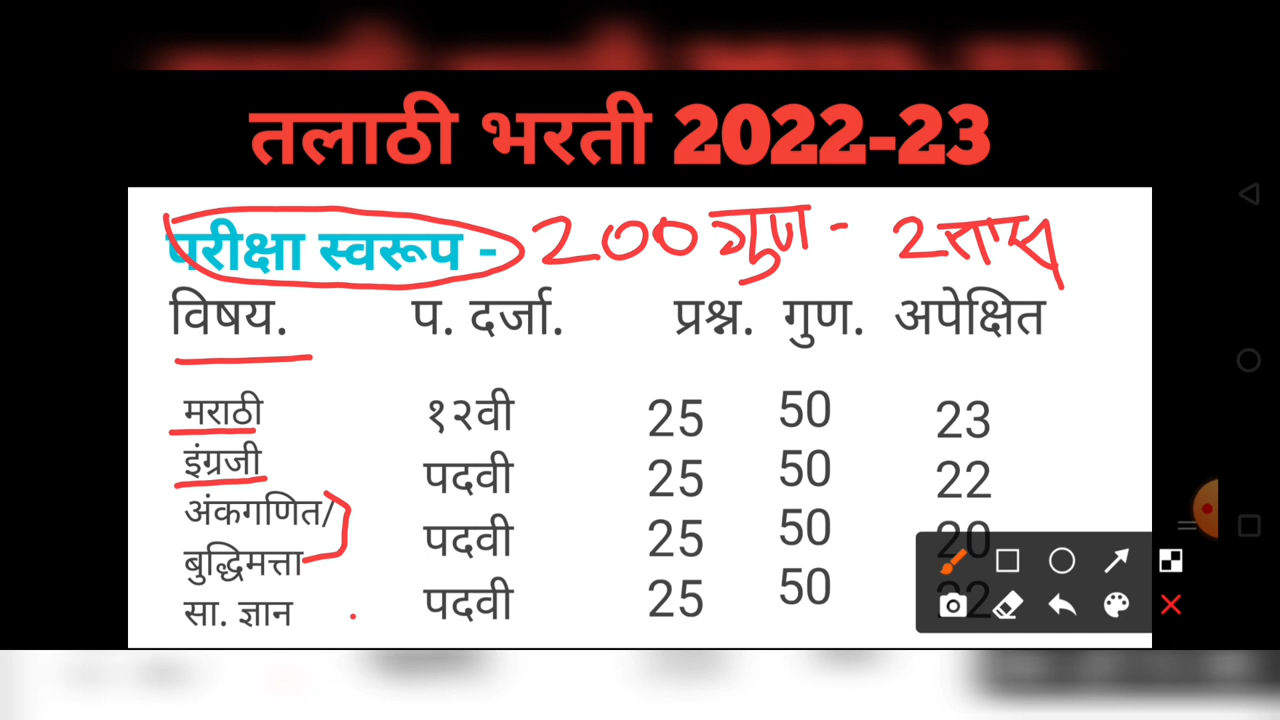 तलाठी भरती 2022-23
परीक्षा स्वरूप - 200 गुण - 2 तास
विषय. प. दर्जा. प्रश्न. गुण. अपेक्षित
मराठी १२वी 25 50 23
इंग्रजी पदवी 25 50 22
अंकगणित/ पदवी 25 50 20
बुद्धिमत्ता
सा. ज्ञान पदवी 25 50 22